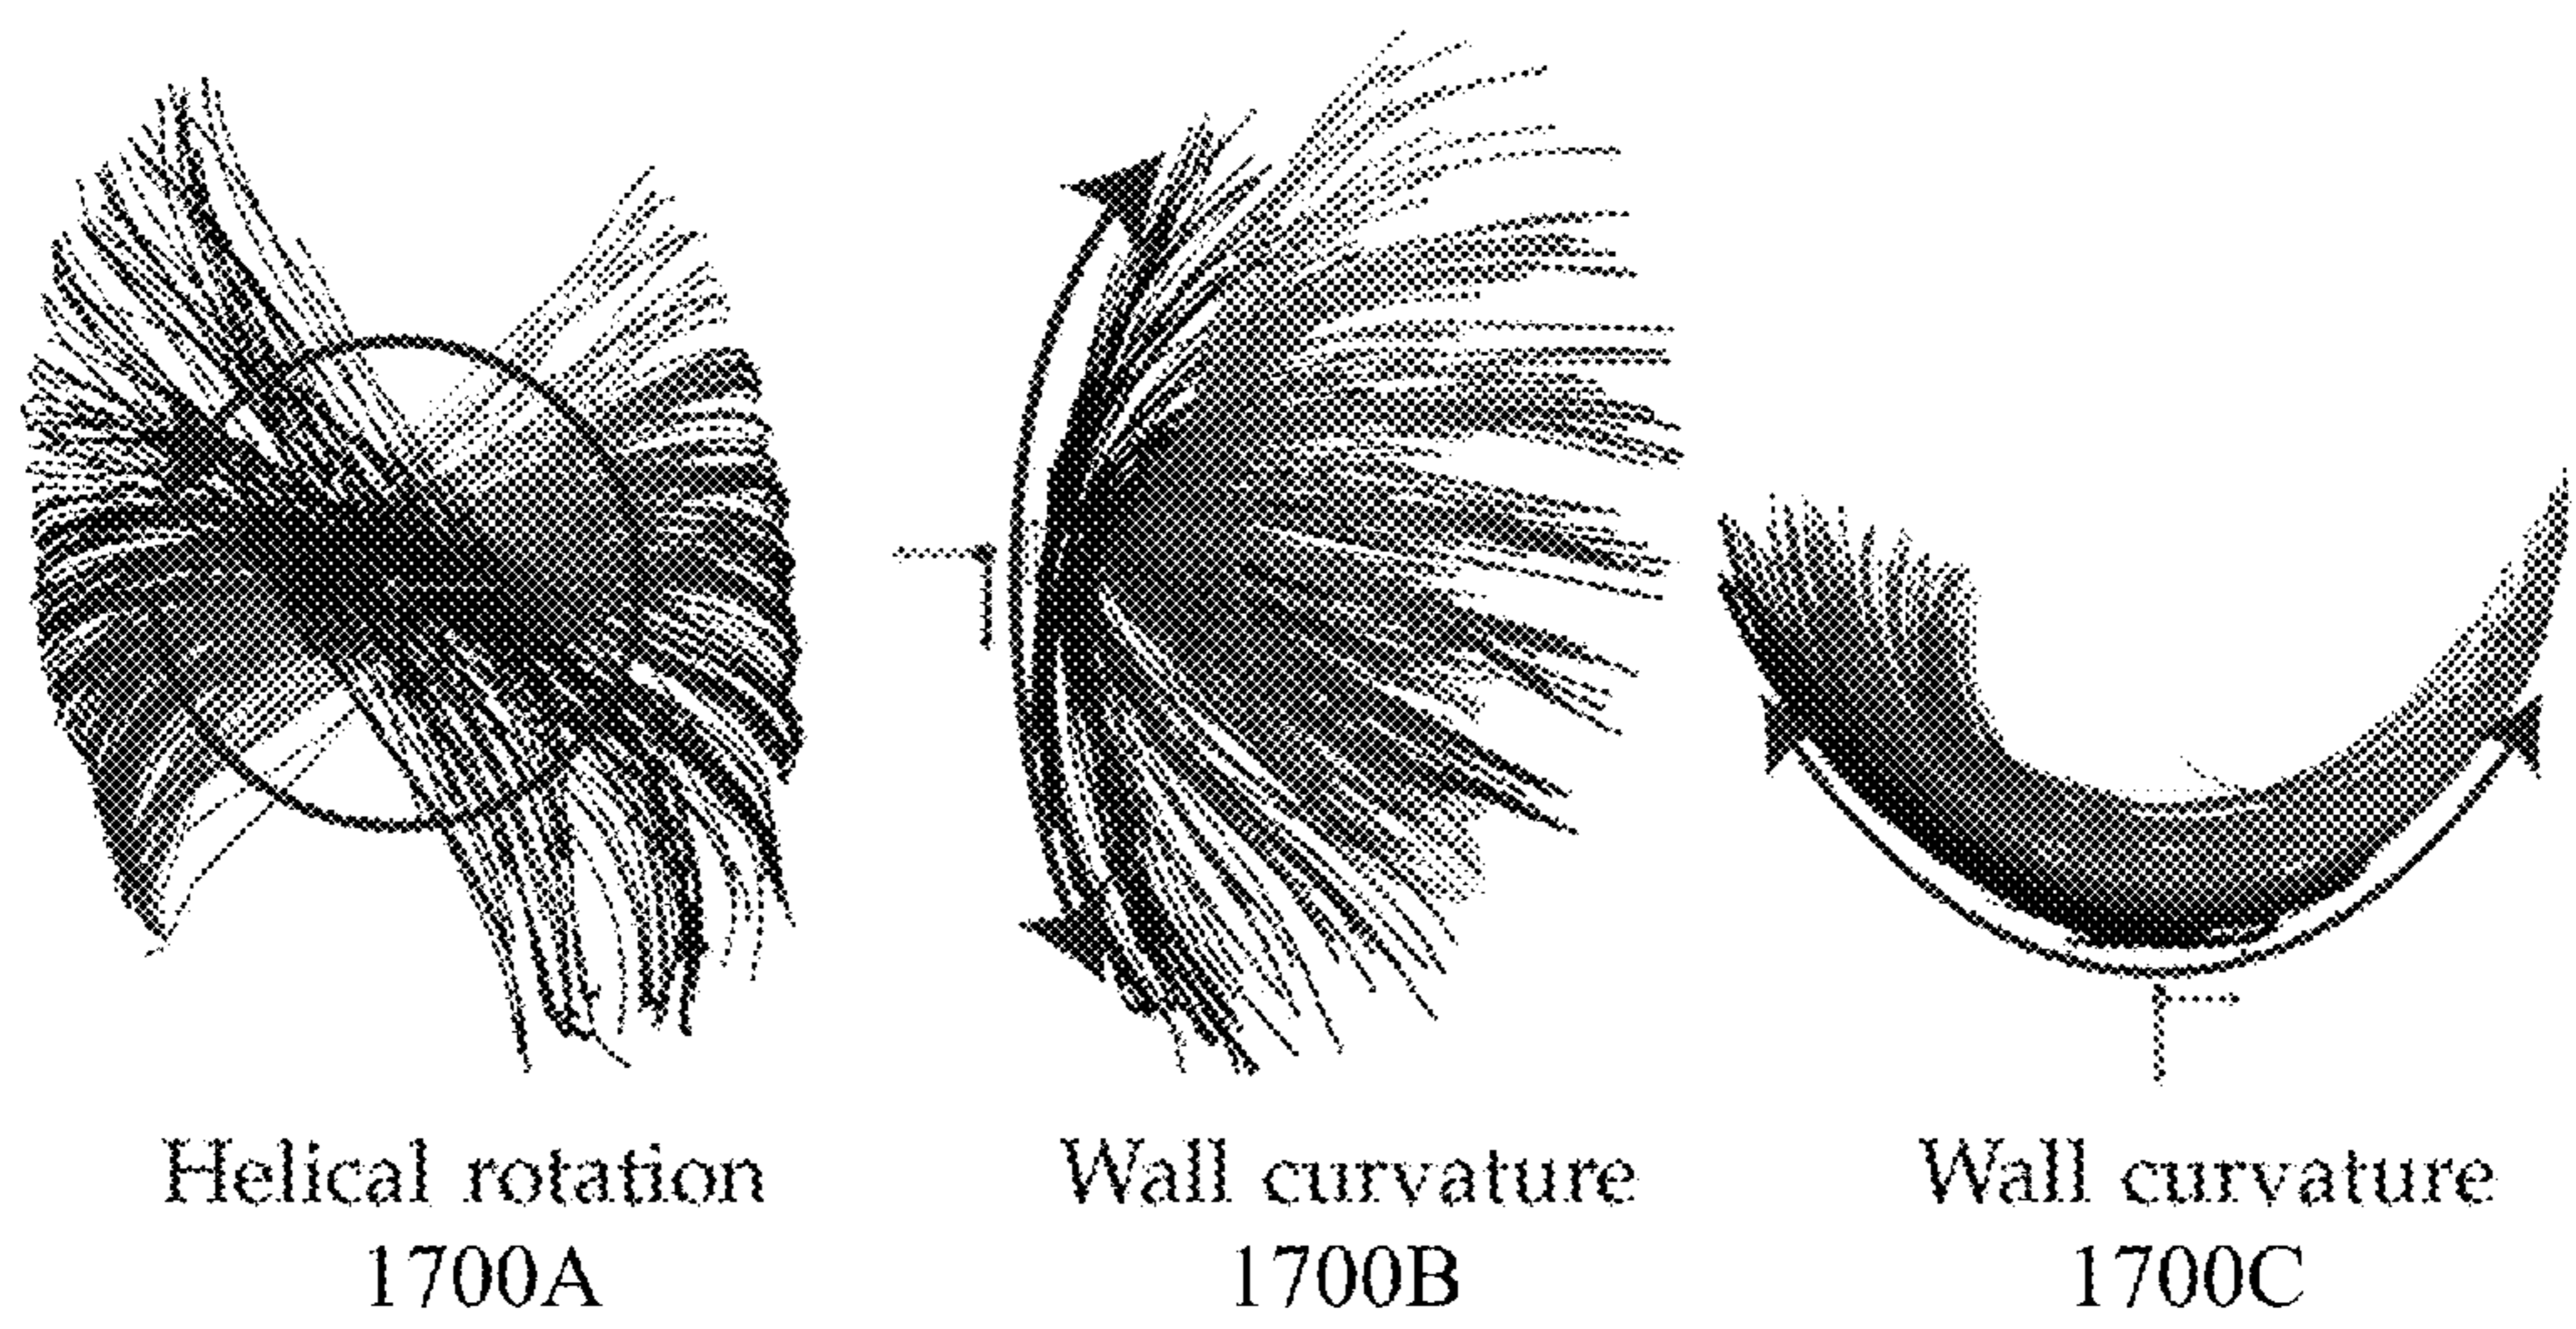 Helical rotation
1700A
Wall curvature
1700B
Wall curvature
1700C